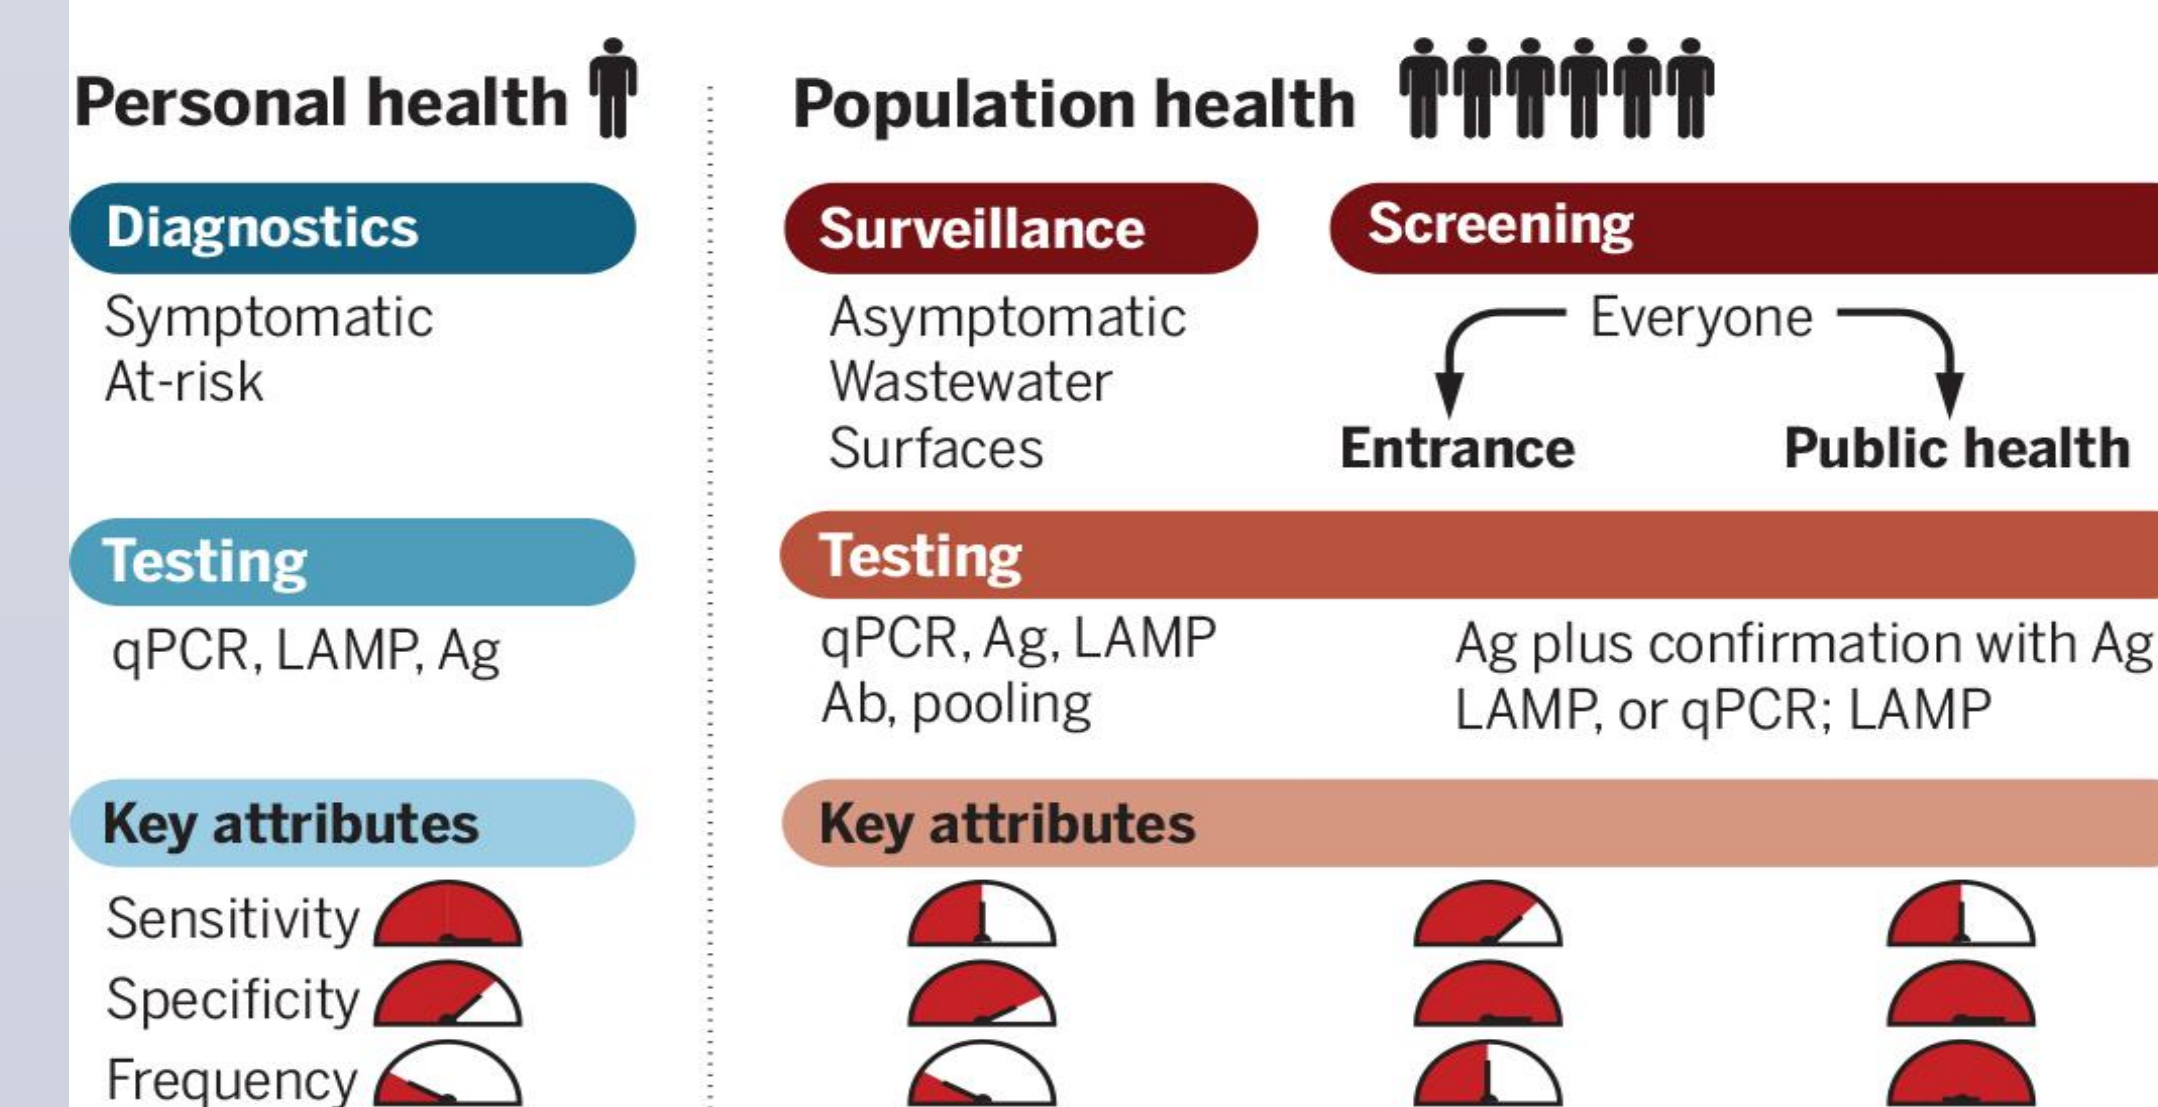 Personal health
Population health
Diagnostics
Symptomatic
At-risk
Surveillance
Asymptomatic
Wastewater
Surfaces
Screening
Everyone
Entrance
Public health
Testing
qPCR, LAMP, Ag
Testing
qPCR, Ag, LAMP
Ab, pooling
Ag plus confirmation with Ag
LAMP, or qPCR; LAMP
Key attributes
Key attributes
Sensitivity
Specificity
Frequency